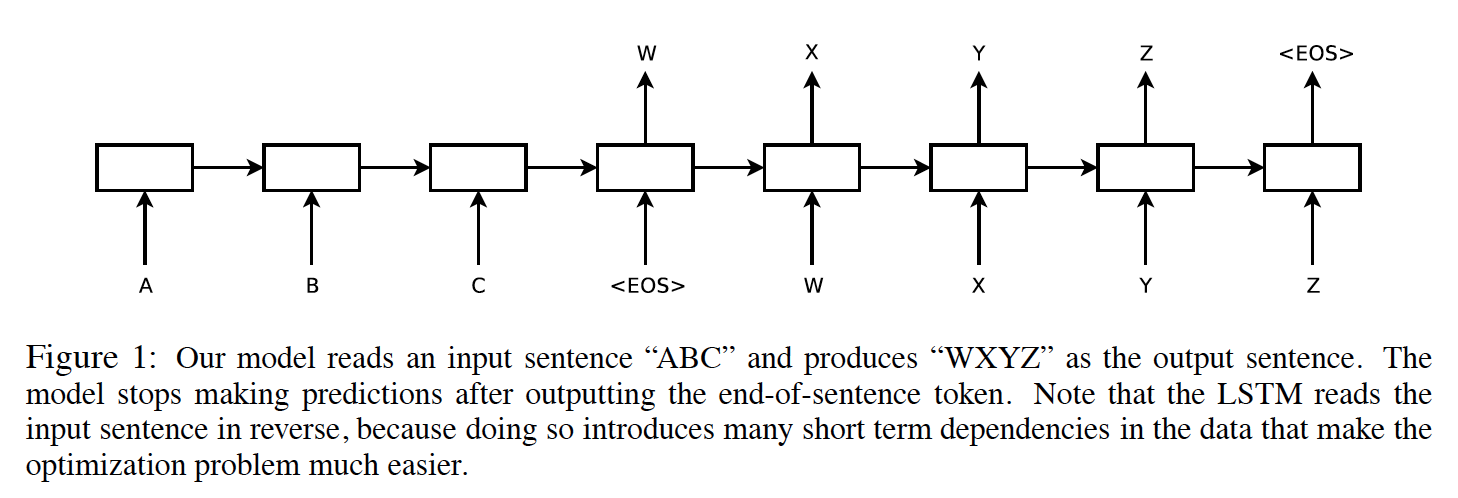 W X Y Z <EOS>
A B C <EOS> W X Y Z
Figure 1: Our model reads an input sentence “ABC” and produces “WXYZ” as the output sentence. The
model stops making predictions after outputting the end-of-sentence token. Note that the LSTM reads the
input sentence in reverse, because doing so introduces many short term dependencies in the data that make the
optimization problem much easier.